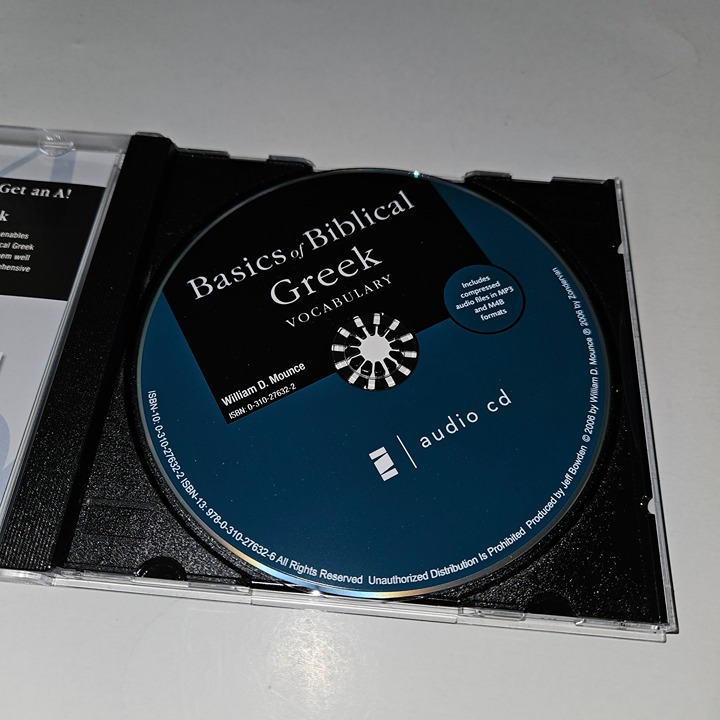 Get an A!
k
enables
cal Greek
em well
ehensive
Basics of Biblical
Greek
VOCABULARY
Includes
compressed
audio files in MP3
and M4B
formats
William D. Mounce
ISBN: 0-310-27632-2
audio cd
ISBN-10: 0-310-27632-2 ISBN-13: 978-0-310-27632-6 All Rights Reserved Unauthorized Distribution Is Prohibited Produced by Jeff Bowden © 2006 by William D. Mounce ℗ 2006 by Zondervan